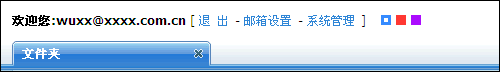 欢迎您:wuxx@xxxx.com.cn [ 退 出 - 邮箱设置 - 系统管理 ]
文件夹